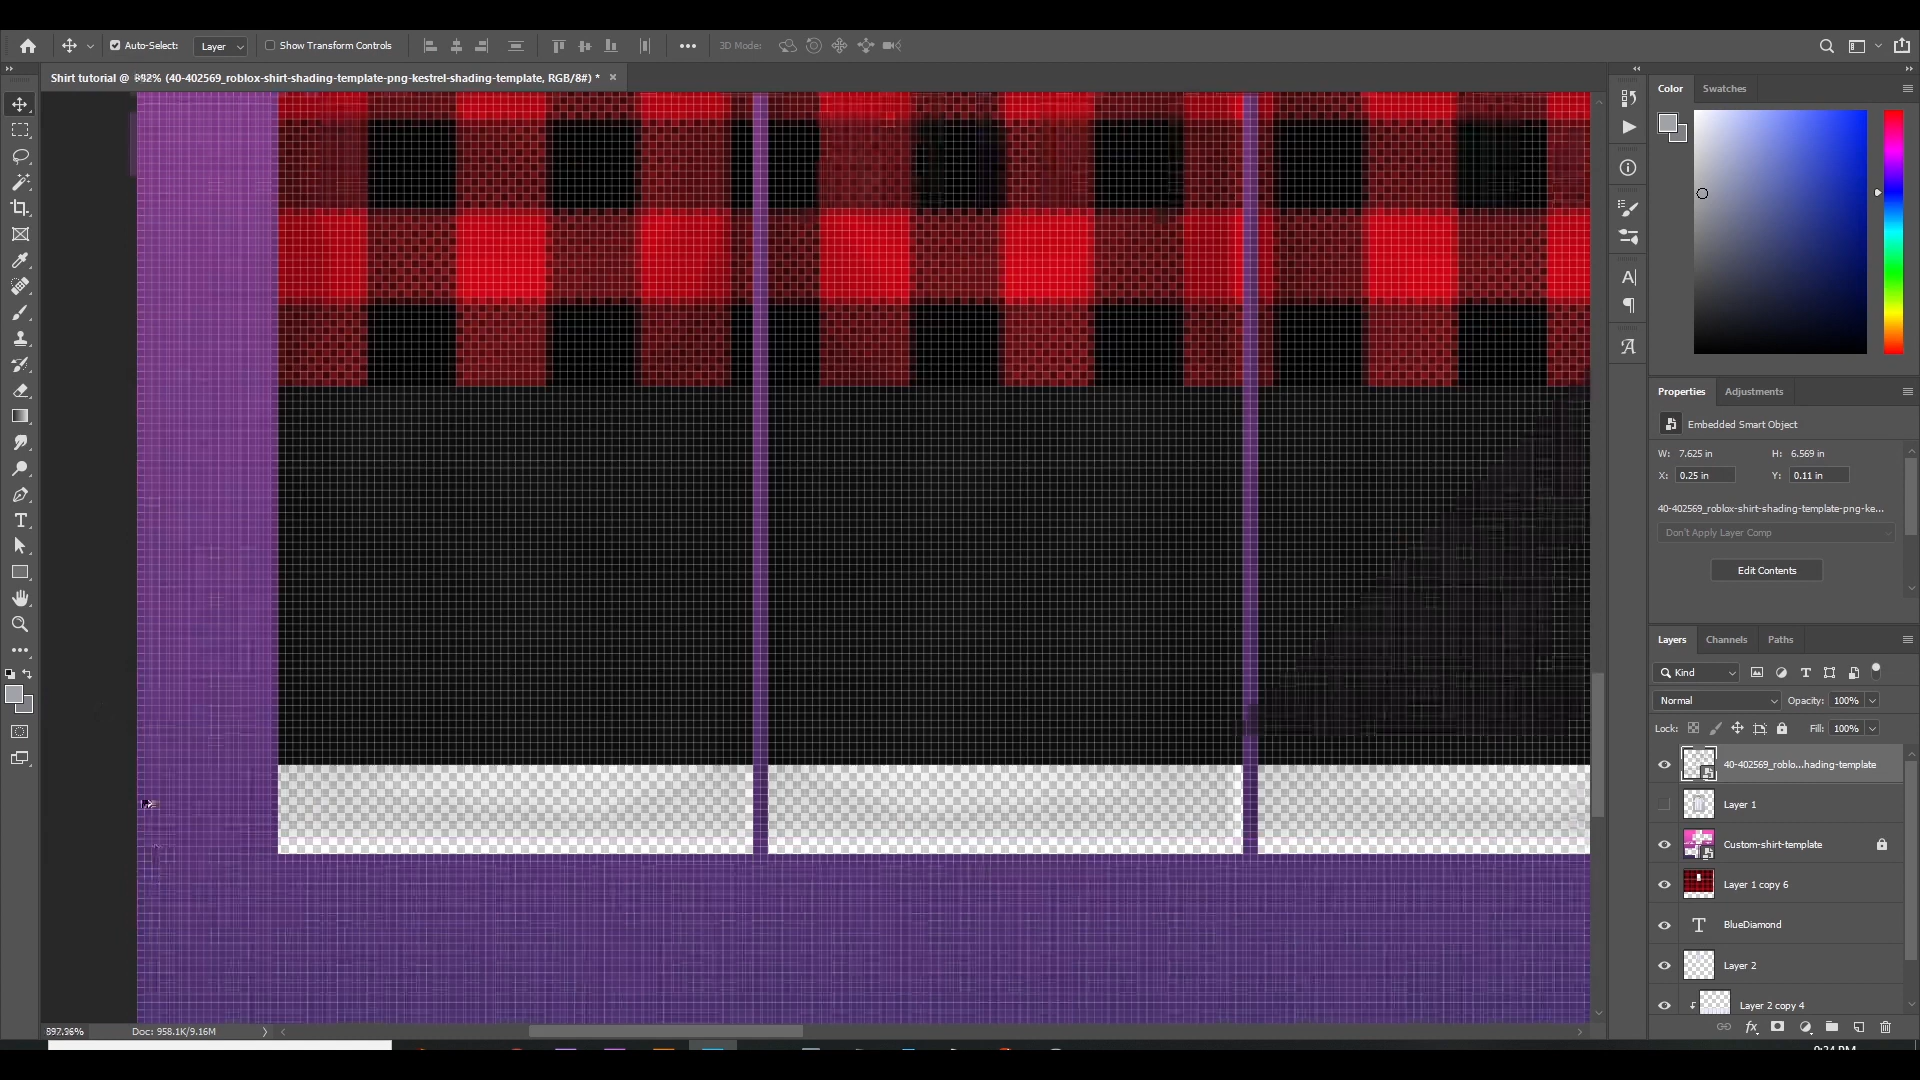 Auto-Select:
Layer
Show Transform Controls
3D Mode:
Shirt tutorial @ 892% (40-402569_roblox-shirt-shading-template-png-kestrel-shading-template, RGB/8#) *
Color
Swatches
Properties
Adjustments
Embedded Smart Object
W: 7.625 in
H: 6.569 in
X: 0.25 in
Y: 0.11 in
40-402569_roblox-shirt-shading-template-png-ke...
Don't Apply Layer Comp
Edit Contents
Layers
Channels
Paths
Kind
Normal
Opacity: 100%
Lock:
Fill: 100%
40-402569_roblo...hading-template
Layer 1
Custom-shirt-template
Layer 1 copy 6
BlueDiamond
Layer 2
Layer 2 copy 4
897.96%
Doc: 958.1K/9.16M